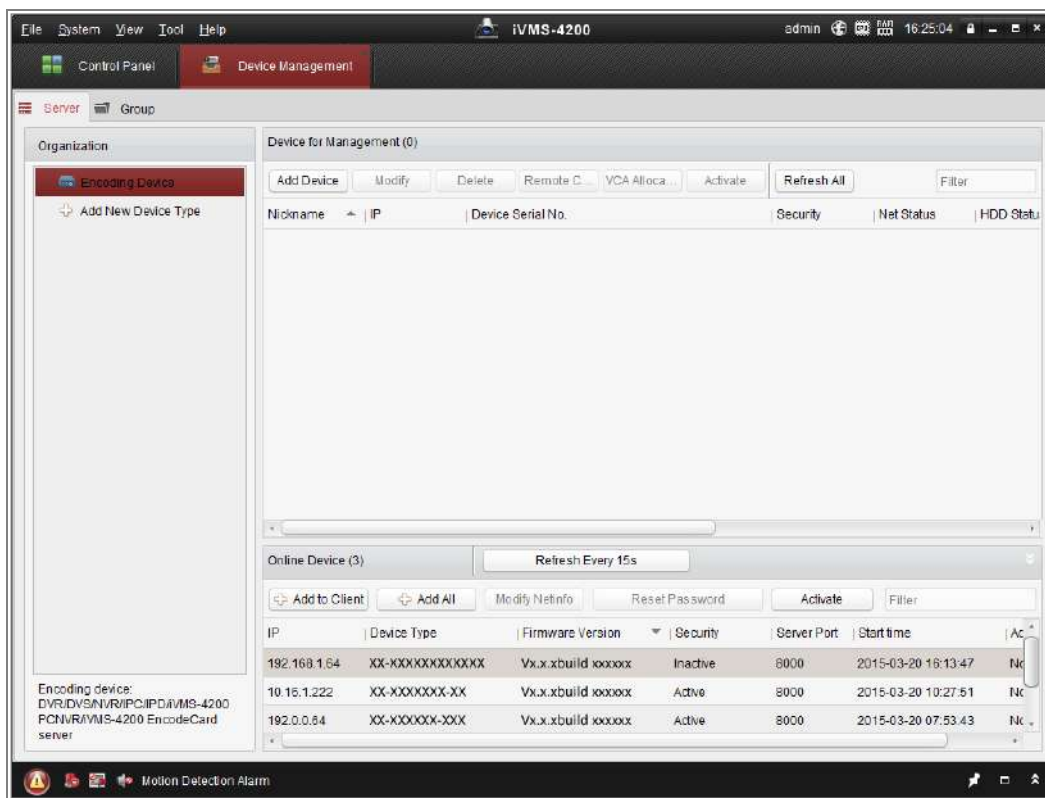 File System View Tool Help iVMS-4200 admin 16:25:04
Control Panel Device Management
Server Group
Organization
Encoding Device
Add New Device Type
Encoding device:
DVR/DVS/NVR/IPC/IPD/iVMS-4200
PCNVR/iVMS-4200 EncodeCard
server
Device for Management (0)
Add Device Modify Delete Remote C... VCA Alloca... Activate Refresh All Filter
Nickname IP Device Serial No. Security Net Status HDD Statu
Online Device (3) Refresh Every 15s
Add to Client Add All Modify Netinfo Reset Password Activate Filter
IP Device Type Firmware Version Security Server Port Start time Ac
192.168.1.64 XX-XXXXXXXXXXXX Vx.x.xbuild xxxxxx Inactive 8000 2015-03-20 16:13:47 No
10.16.1.222 XX-XXXXXXX-XX Vx.x.xbuild xxxxxx Active 8000 2015-03-20 10:27:51 Nc
192.0.0.64 XX-XXXXXX-XXX Vx.x.xbuild xxxxxx Active 8000 2015-03-20 07:53:43 Nc
Motion Detection Alarm